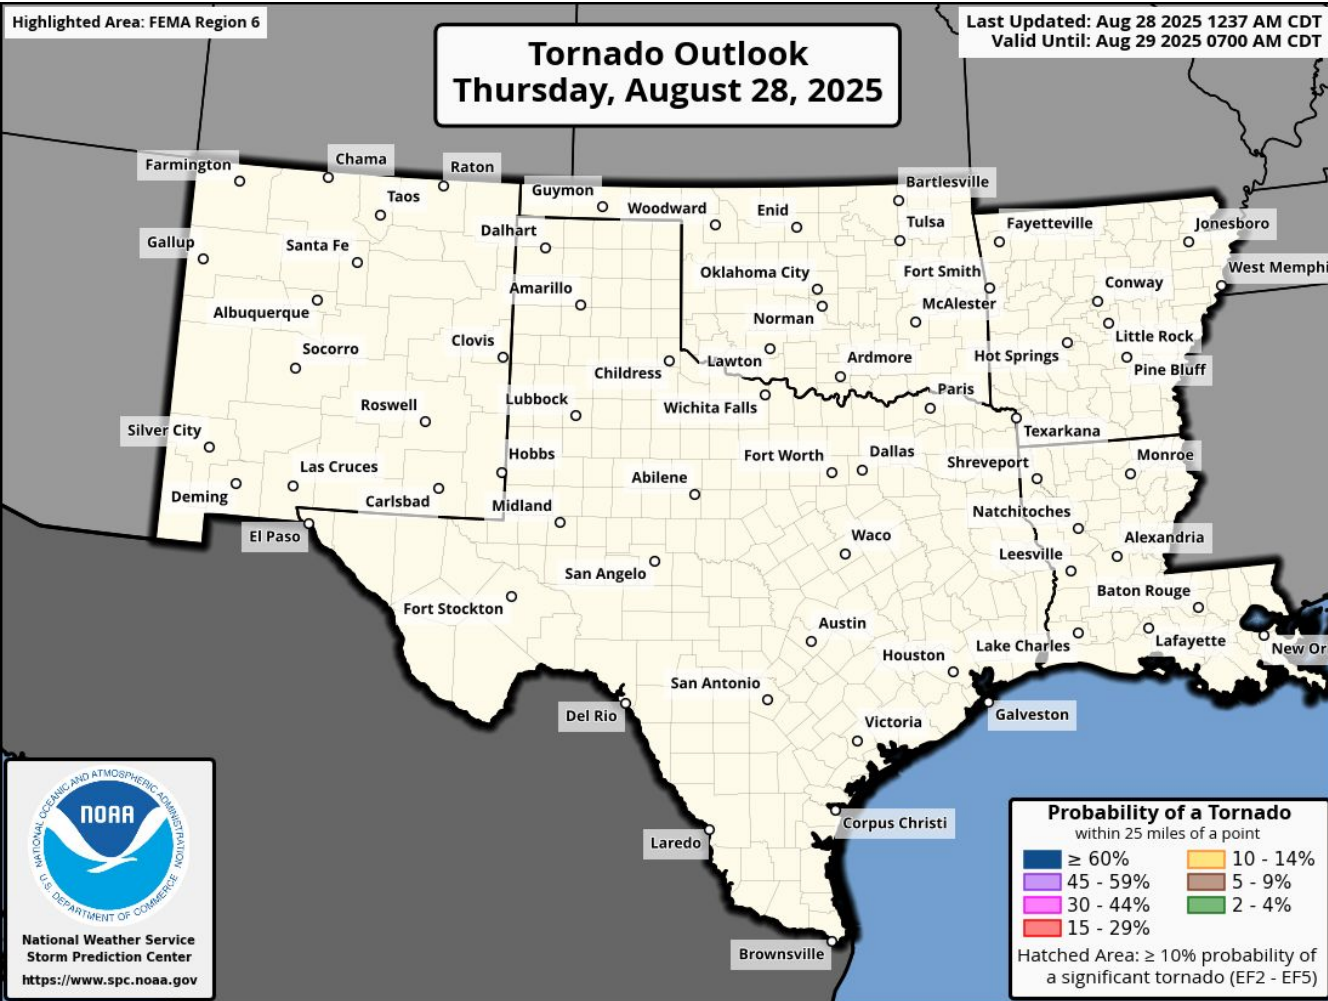 Highlighted Area: FEMA Region 6
Last Updated: Aug 28 2025 1237 AM CDT
Valid Until: Aug 29 2025 0700 AM CDT
Tornado Outlook
Thursday, August 28, 2025
Farmington
Chama
Raton
Taos
Guymon
Woodward
Enid
Bartlesville
Tulsa
Fayetteville
Jonesboro
Gallup
Santa Fe
Dalhart
Oklahoma City
Fort Smith
West Memphi
Amarillo
Conway
Albuquerque
Norman
McAlester
Little Rock
Socorro
Clovis
Childress
Lawton
Ardmore
Hot Springs
Pine Bluff
Roswell
Lubbock
Wichita Falls
Paris
Texarkana
Silver City
Las Cruces
Hobbs
Abilene
Fort Worth
Dallas
Shreveport
Monroe
Deming
Carlsbad
Midland
Natchitoches
El Paso
Waco
Leesville
Alexandria
San Angelo
Fort Stockton
Baton Rouge
Austin
Lake Charles
Lafayette
New Or
Houston
San Antonio
Del Rio
Victoria
Galveston
Corpus Christi
Laredo
Brownsville
NATIONAL OCEANIC AND ATMOSPHERIC ADMINISTRATION
NOAA
U.S. DEPARTMENT OF COMMERCE
National Weather Service
Storm Prediction Center
https://www.spc.noaa.gov
Probability of a Tornado
within 25 miles of a point
≥ 60%
45 - 59%
30 - 44%
15 - 29%
10 - 14%
5 - 9%
2 - 4%
Hatched Area: ≥ 10% probability of
a significant tornado (EF2 - EF5)